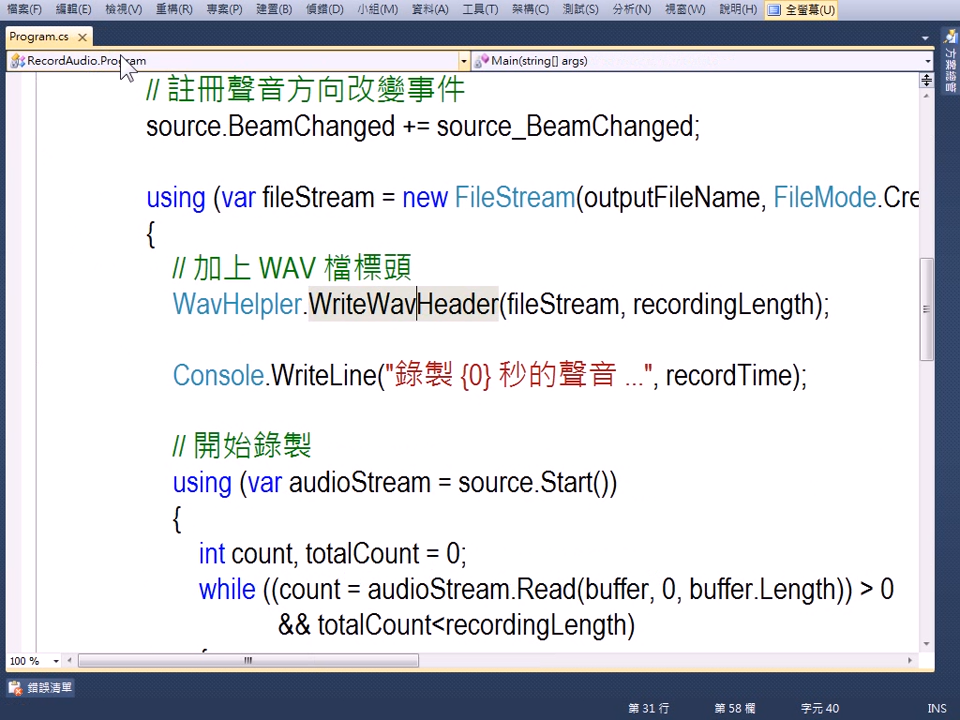 檔案(F) 編輯(E) 檢視(V) 重構(R) 專案(P) 建置(B) 偵錯(D) 小組(M) 資料(A) 工具(T) 架構(C) 測試(S) 分析(N) 視窗(W) 說明(H) 全螢幕(U)
Program.cs
RecordAudio.Program Main(string[] args)
方案總管
// 註冊聲音方向改變事件
source.BeamChanged += source_BeamChanged;
using (var fileStream = new FileStream(outputFileName, FileMode.Cre
{
// 加上 WAV 檔標頭
WavHelpler.WriteWavHeader(fileStream, recordingLength);
Console.WriteLine("錄製 {0} 秒的聲音 ...", recordTime);
// 開始錄製
using (var audioStream = source.Start())
{
int count, totalCount = 0;
while ((count = audioStream.Read(buffer, 0, buffer.Length)) > 0
&& totalCount<recordingLength)
100 %
錯誤清單
第 31 行 第 58 欄 字元 40 INS